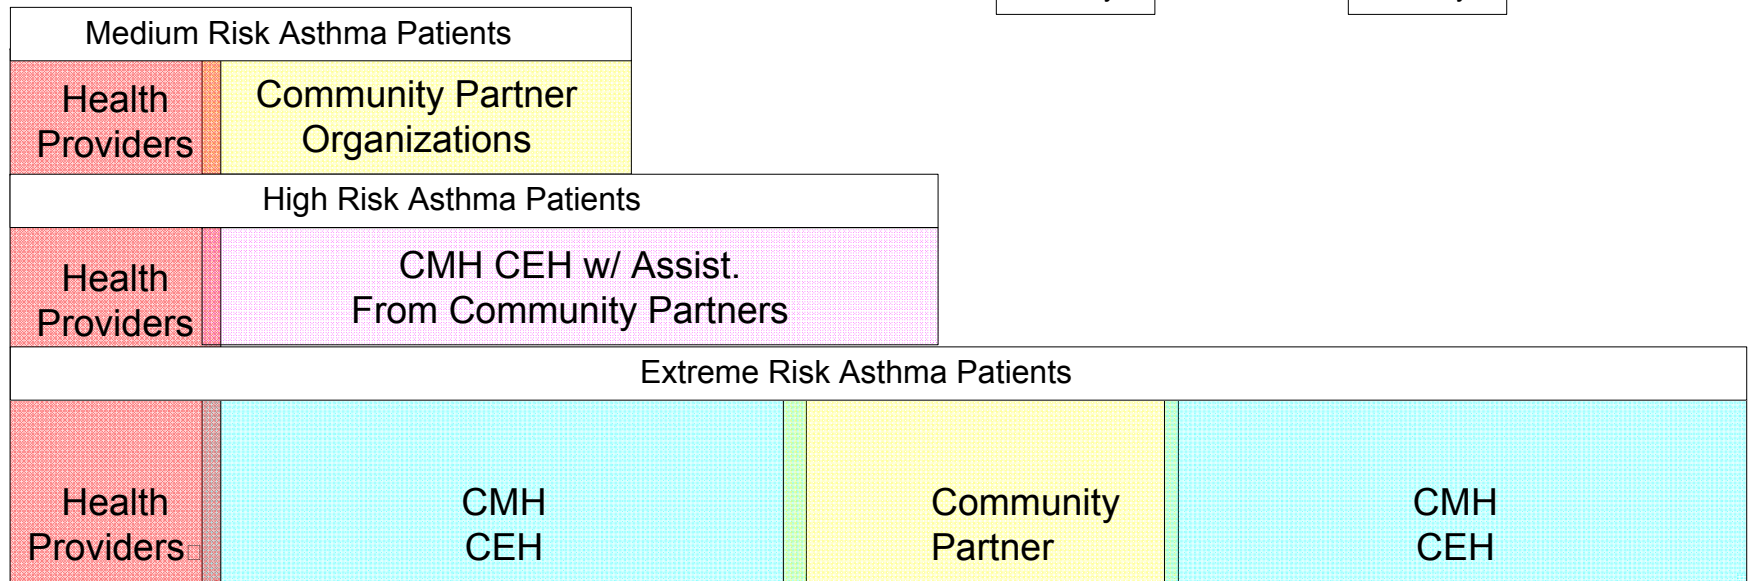 Medium Risk Asthma Patients
Health
Providers
Community Partner
Organizations
High Risk Asthma Patients
Health
Providers
CMH CEH w/ Assist.
From Community Partners
Extreme Risk Asthma Patients
Health
Providers
CMH
CEH
Community
Partner
CMH
CEH